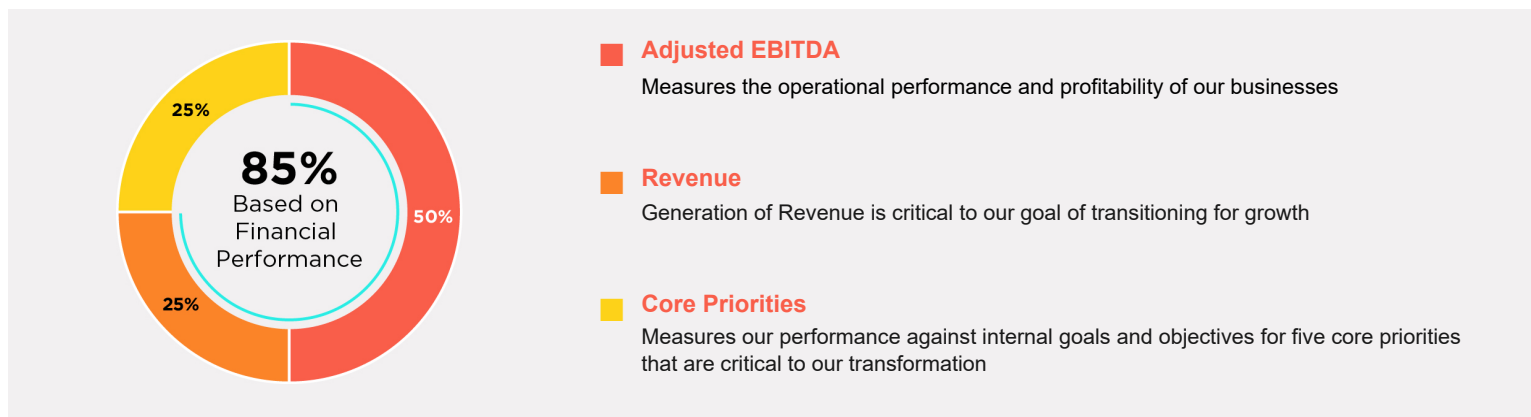 25%
85%
Based on
Financial
Performance
50%
25%
Adjusted EBITDA
Measures the operational performance and profitability of our businesses
Revenue
Generation of Revenue is critical to our goal of transitioning for growth
Core Priorities
Measures our performance against internal goals and objectives for five core priorities
that are critical to our transformation